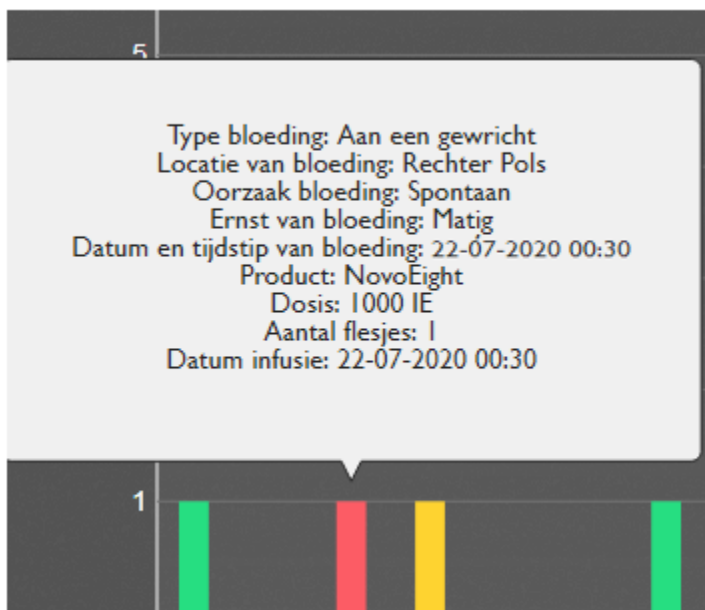 5
Type bloeding: Aan een gewricht
Locatie van bloeding: Rechter Pols
Oorzaak bloeding: Spontaan
Ernst van bloeding: Matig
Datum en tijdstip van bloeding: 22-07-2020 00:30
Product: NovoEight
Dosis: 1000 IE
Aantal flesjes: 1
Datum infusie: 22-07-2020 00:30
1